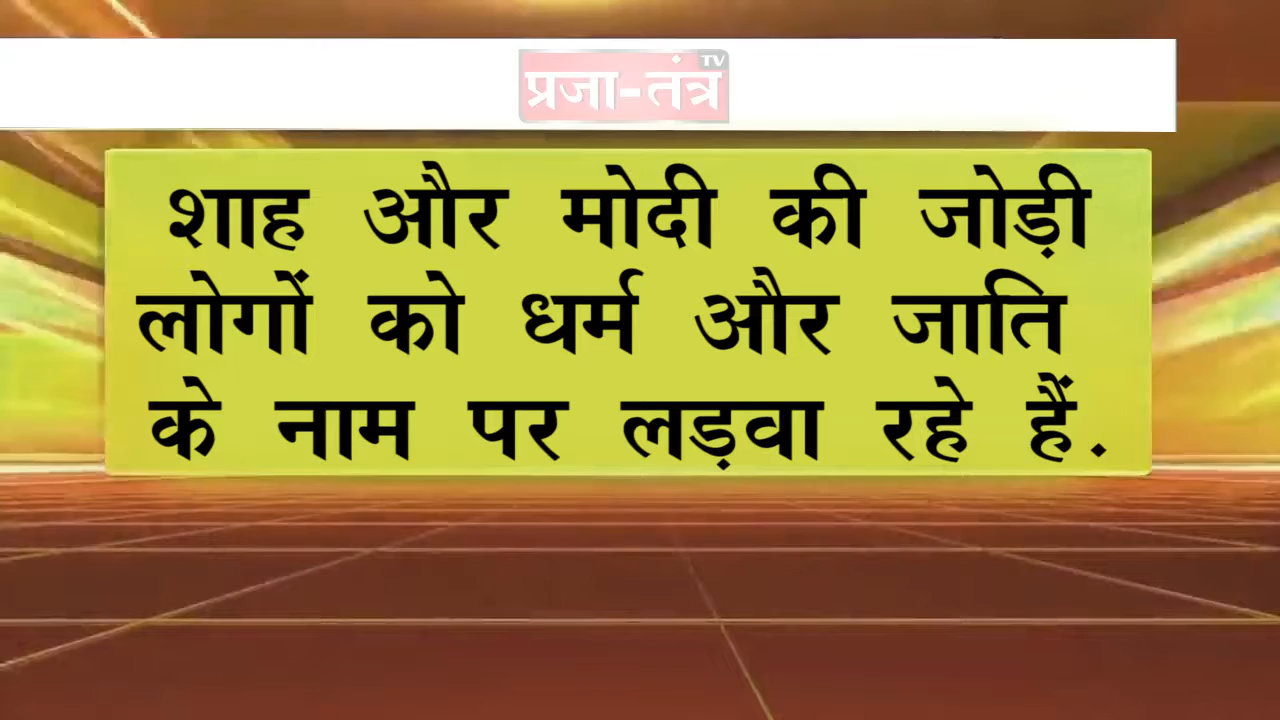 प्रजा-तंत्र TV
शाह और मोदी की जोड़ी
लोगों को धर्म और जाति
के नाम पर लड़वा रहे हैं.